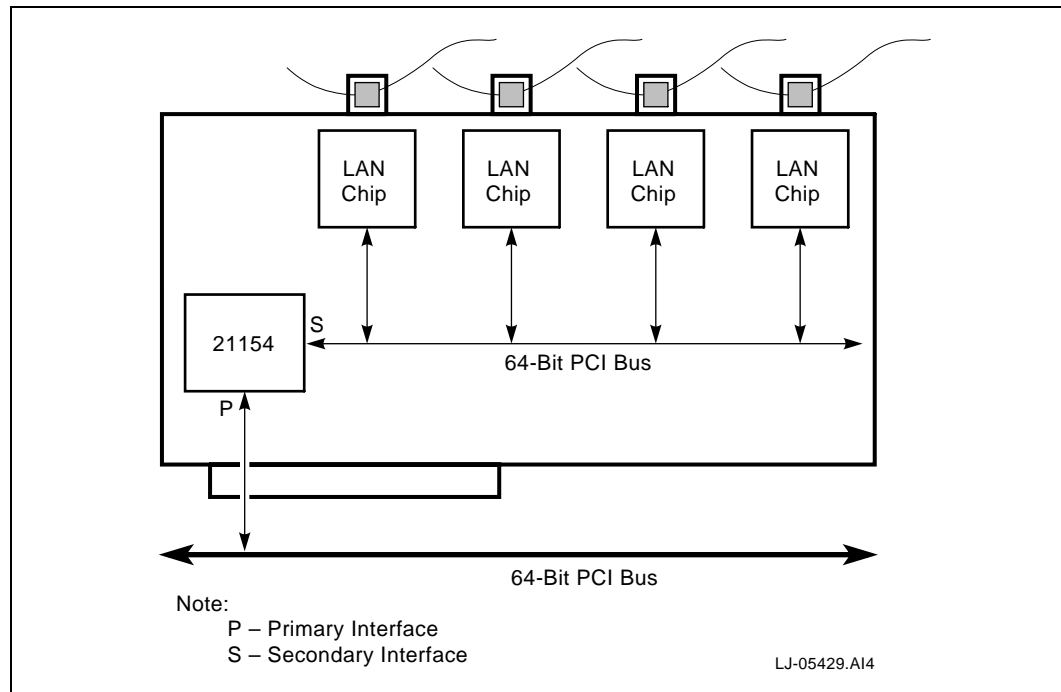 LAN
Chip
LAN
Chip
LAN
Chip
LAN
Chip
S
21154
64-Bit PCI Bus
P
64-Bit PCI Bus
Note:
P – Primary Interface
S – Secondary Interface
LJ-05429.AI4